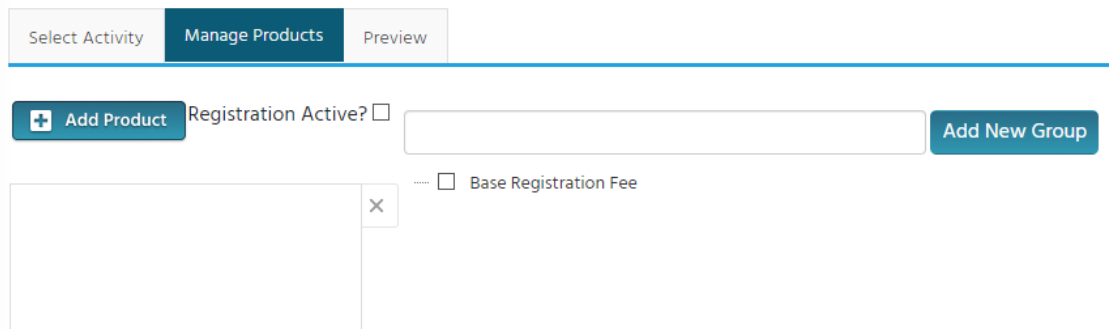 Select Activity
Manage Products
Preview
Add Product
Registration Active?
Add New Group
Base Registration Fee